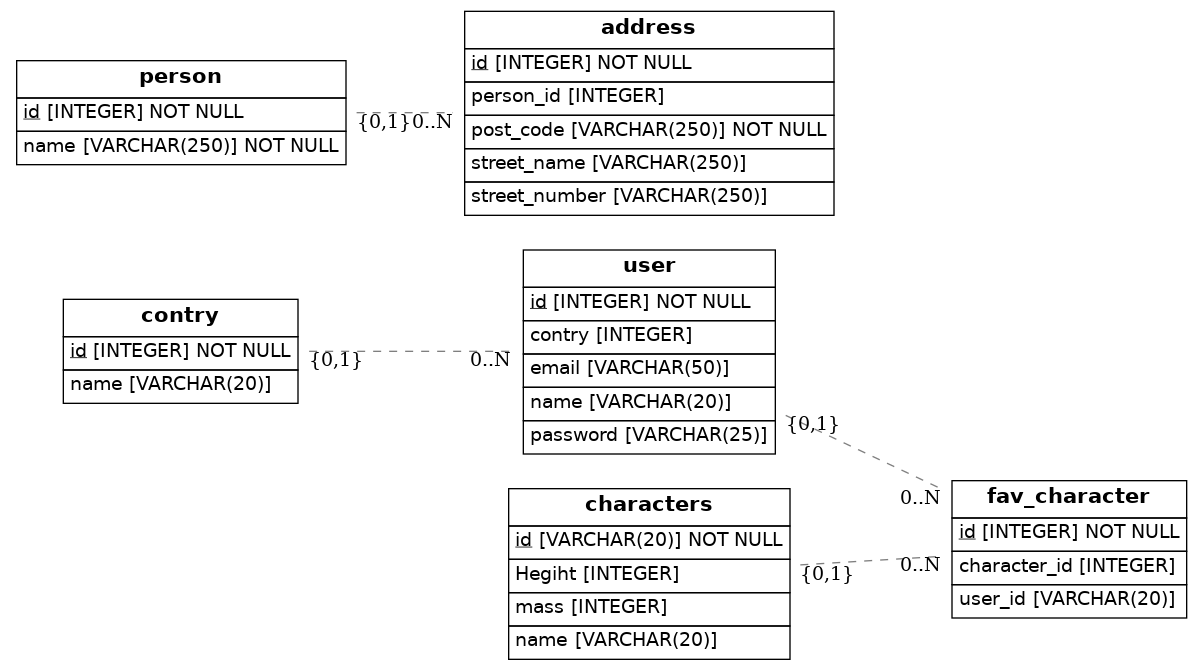 person
id [INTEGER] NOT NULL
name [VARCHAR(250)] NOT NULL
{0,1}
0..N
address
id [INTEGER] NOT NULL
person_id [INTEGER]
post_code [VARCHAR(250)] NOT NULL
street_name [VARCHAR(250)]
street_number [VARCHAR(250)]
contry
id [INTEGER] NOT NULL
name [VARCHAR(20)]
{0,1}
0..N
user
id [INTEGER] NOT NULL
contry [INTEGER]
email [VARCHAR(50)]
name [VARCHAR(20)]
password [VARCHAR(25)]
{0,1}
0..N
characters
id [VARCHAR(20)] NOT NULL
Hegiht [INTEGER]
mass [INTEGER]
name [VARCHAR(20)]
{0,1}
0..N
fav_character
id [INTEGER] NOT NULL
character_id [INTEGER]
user_id [VARCHAR(20)]